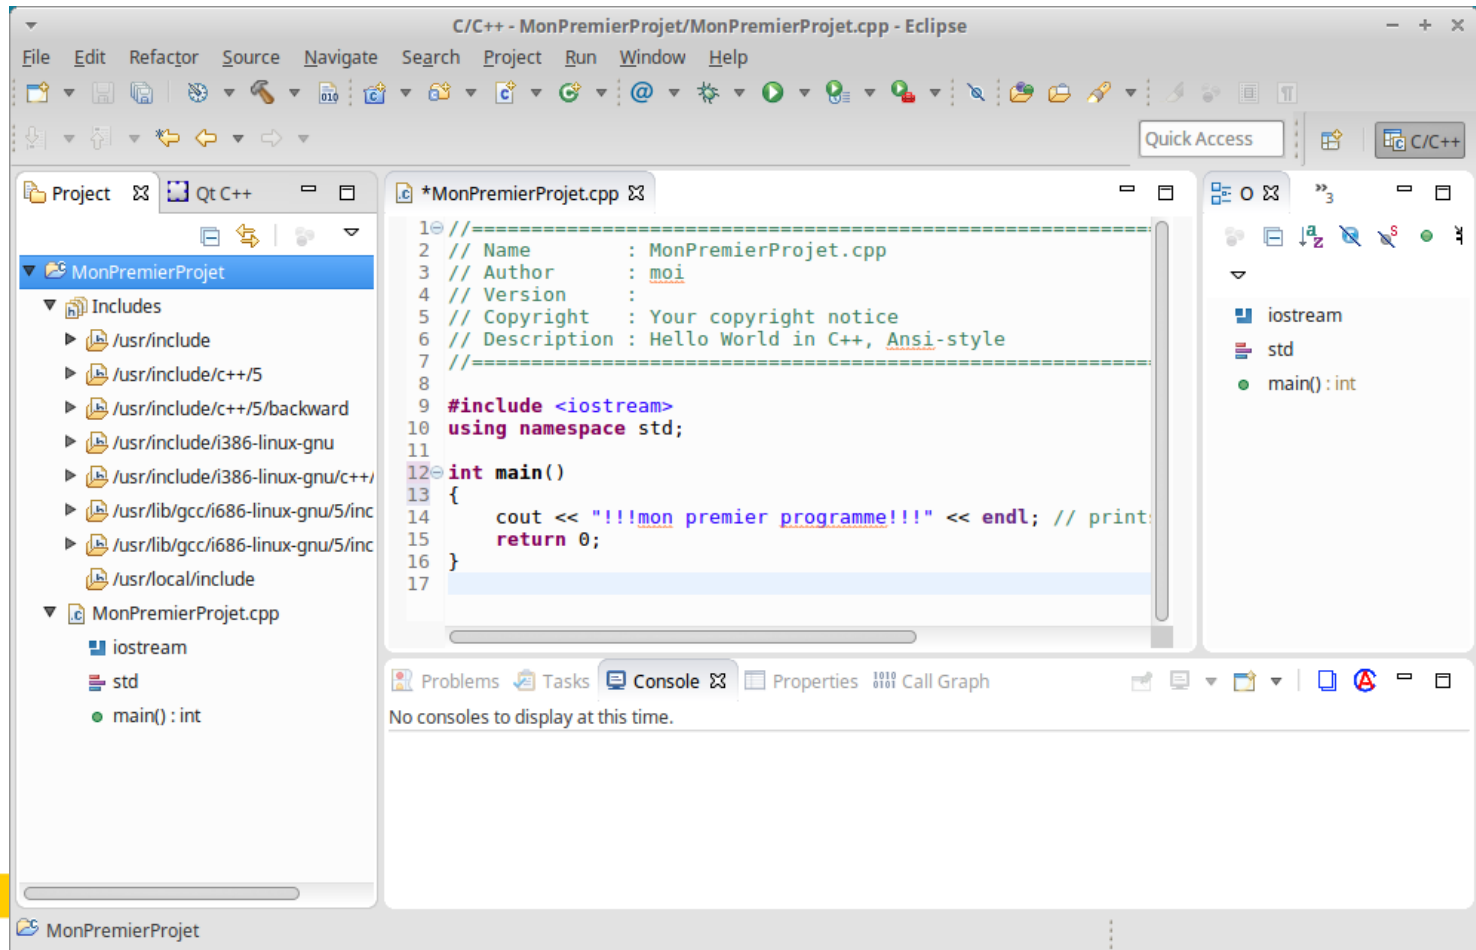 C/C++ - MonPremierProjet/MonPremierProjet.cpp - Eclipse
File Edit Refactor Source Navigate Search Project Run Window Help
010
Quick Access
C/C++
Project
Qt C++
MonPremierProjet
Includes
/usr/include
/usr/include/c++/5
/usr/include/c++/5/backward
/usr/include/i386-linux-gnu
/usr/include/i386-linux-gnu/c++/
/usr/lib/gcc/i686-linux-gnu/5/inc
/usr/lib/gcc/i686-linux-gnu/5/inc
/usr/local/include
MonPremierProjet.cpp
iostream
std
main() : int
*MonPremierProjet.cpp
1 //==========================================================
2 // Name        : MonPremierProjet.cpp
3 // Author      : moi
4 // Version     :
5 // Copyright   : Your copyright notice
6 // Description : Hello World in C++, Ansi-style
7 //==========================================================
8
9 #include <iostream>
10 using namespace std;
11
12 int main()
13 {
14     cout << "!!!mon premier programme!!!" << endl; // prints
15     return 0;
16 }
17
O
»3
iostream
std
main() : int
Problems Tasks Console Properties Call Graph
No consoles to display at this time.
MonPremierProjet